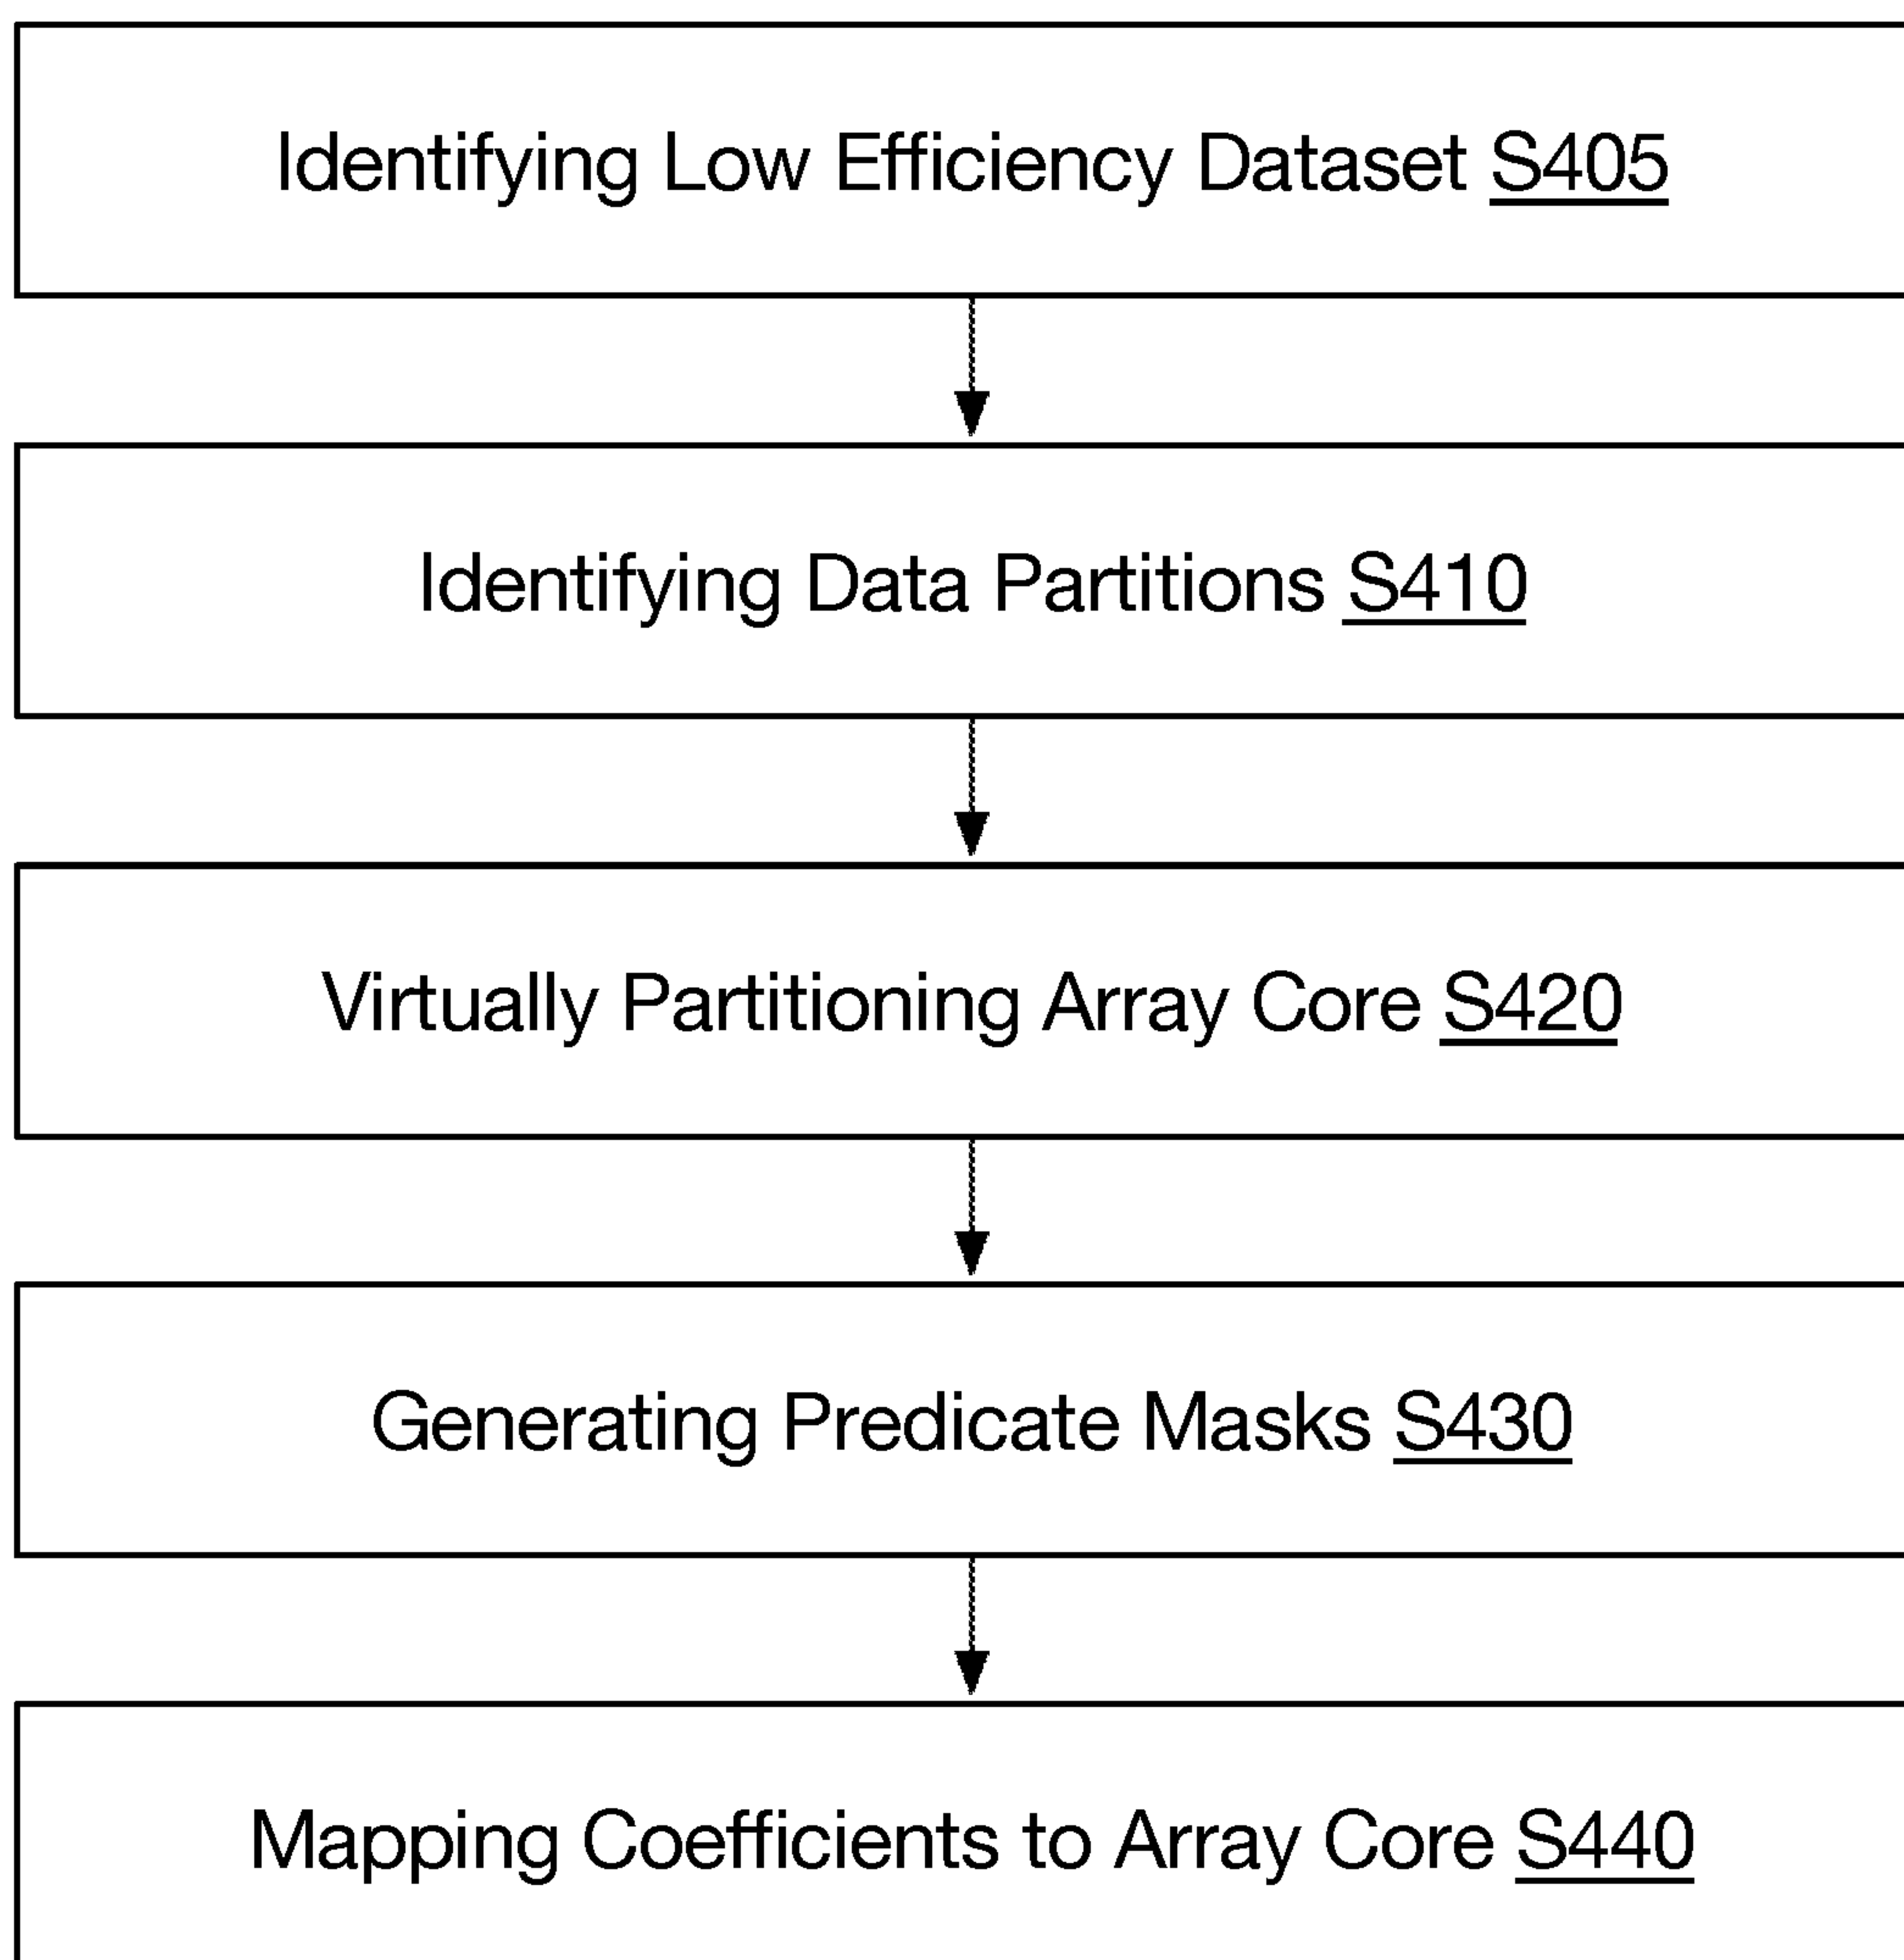 Identifying Low Efficiency Dataset S405
Identifying Data Partitions S410
Virtually Partitioning Array Core S420
Generating Predicate Masks S430
Mapping Coefficients to Array Core S440